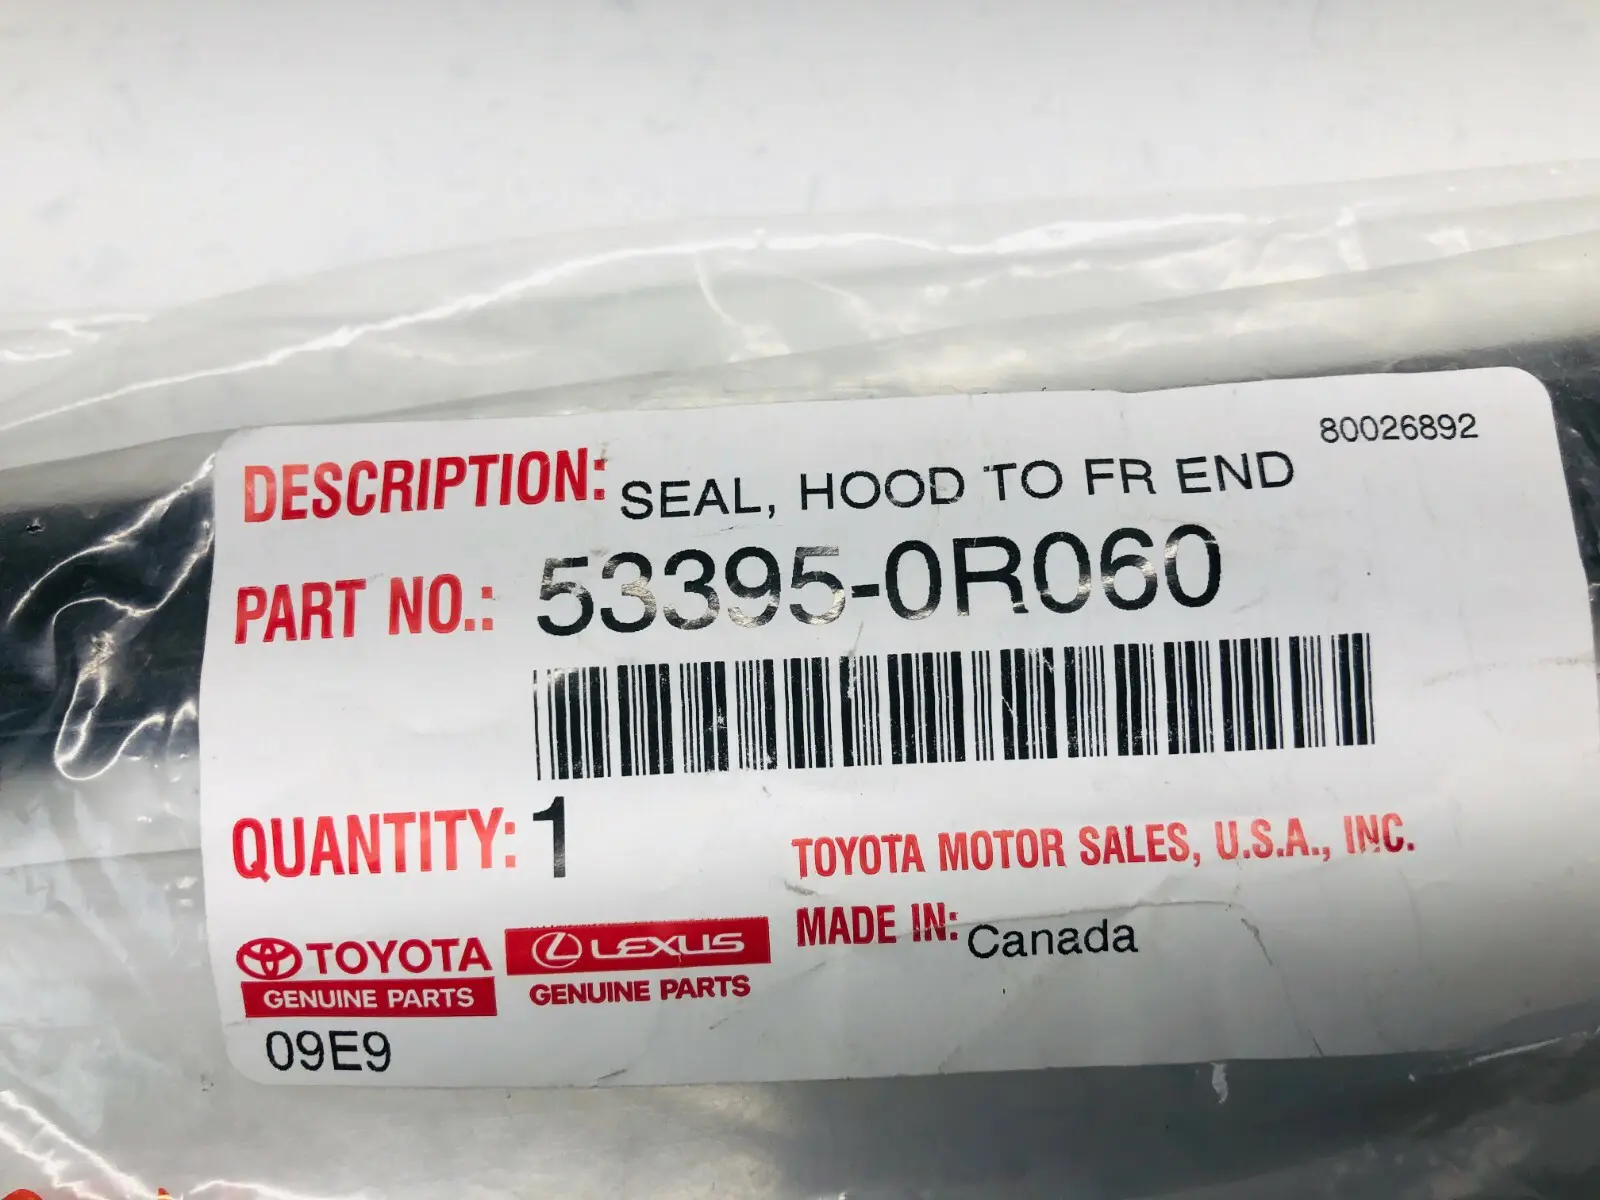 80026892
DESCRIPTION: SEAL, HOOD TO FR END
PART NO.: 53395-0R060
QUANTITY: 1
TOYOTA MOTOR SALES, U.S.A., INC.
MADE IN: Canada
TOYOTA
GENUINE PARTS
LEXUS
GENUINE PARTS
09E9